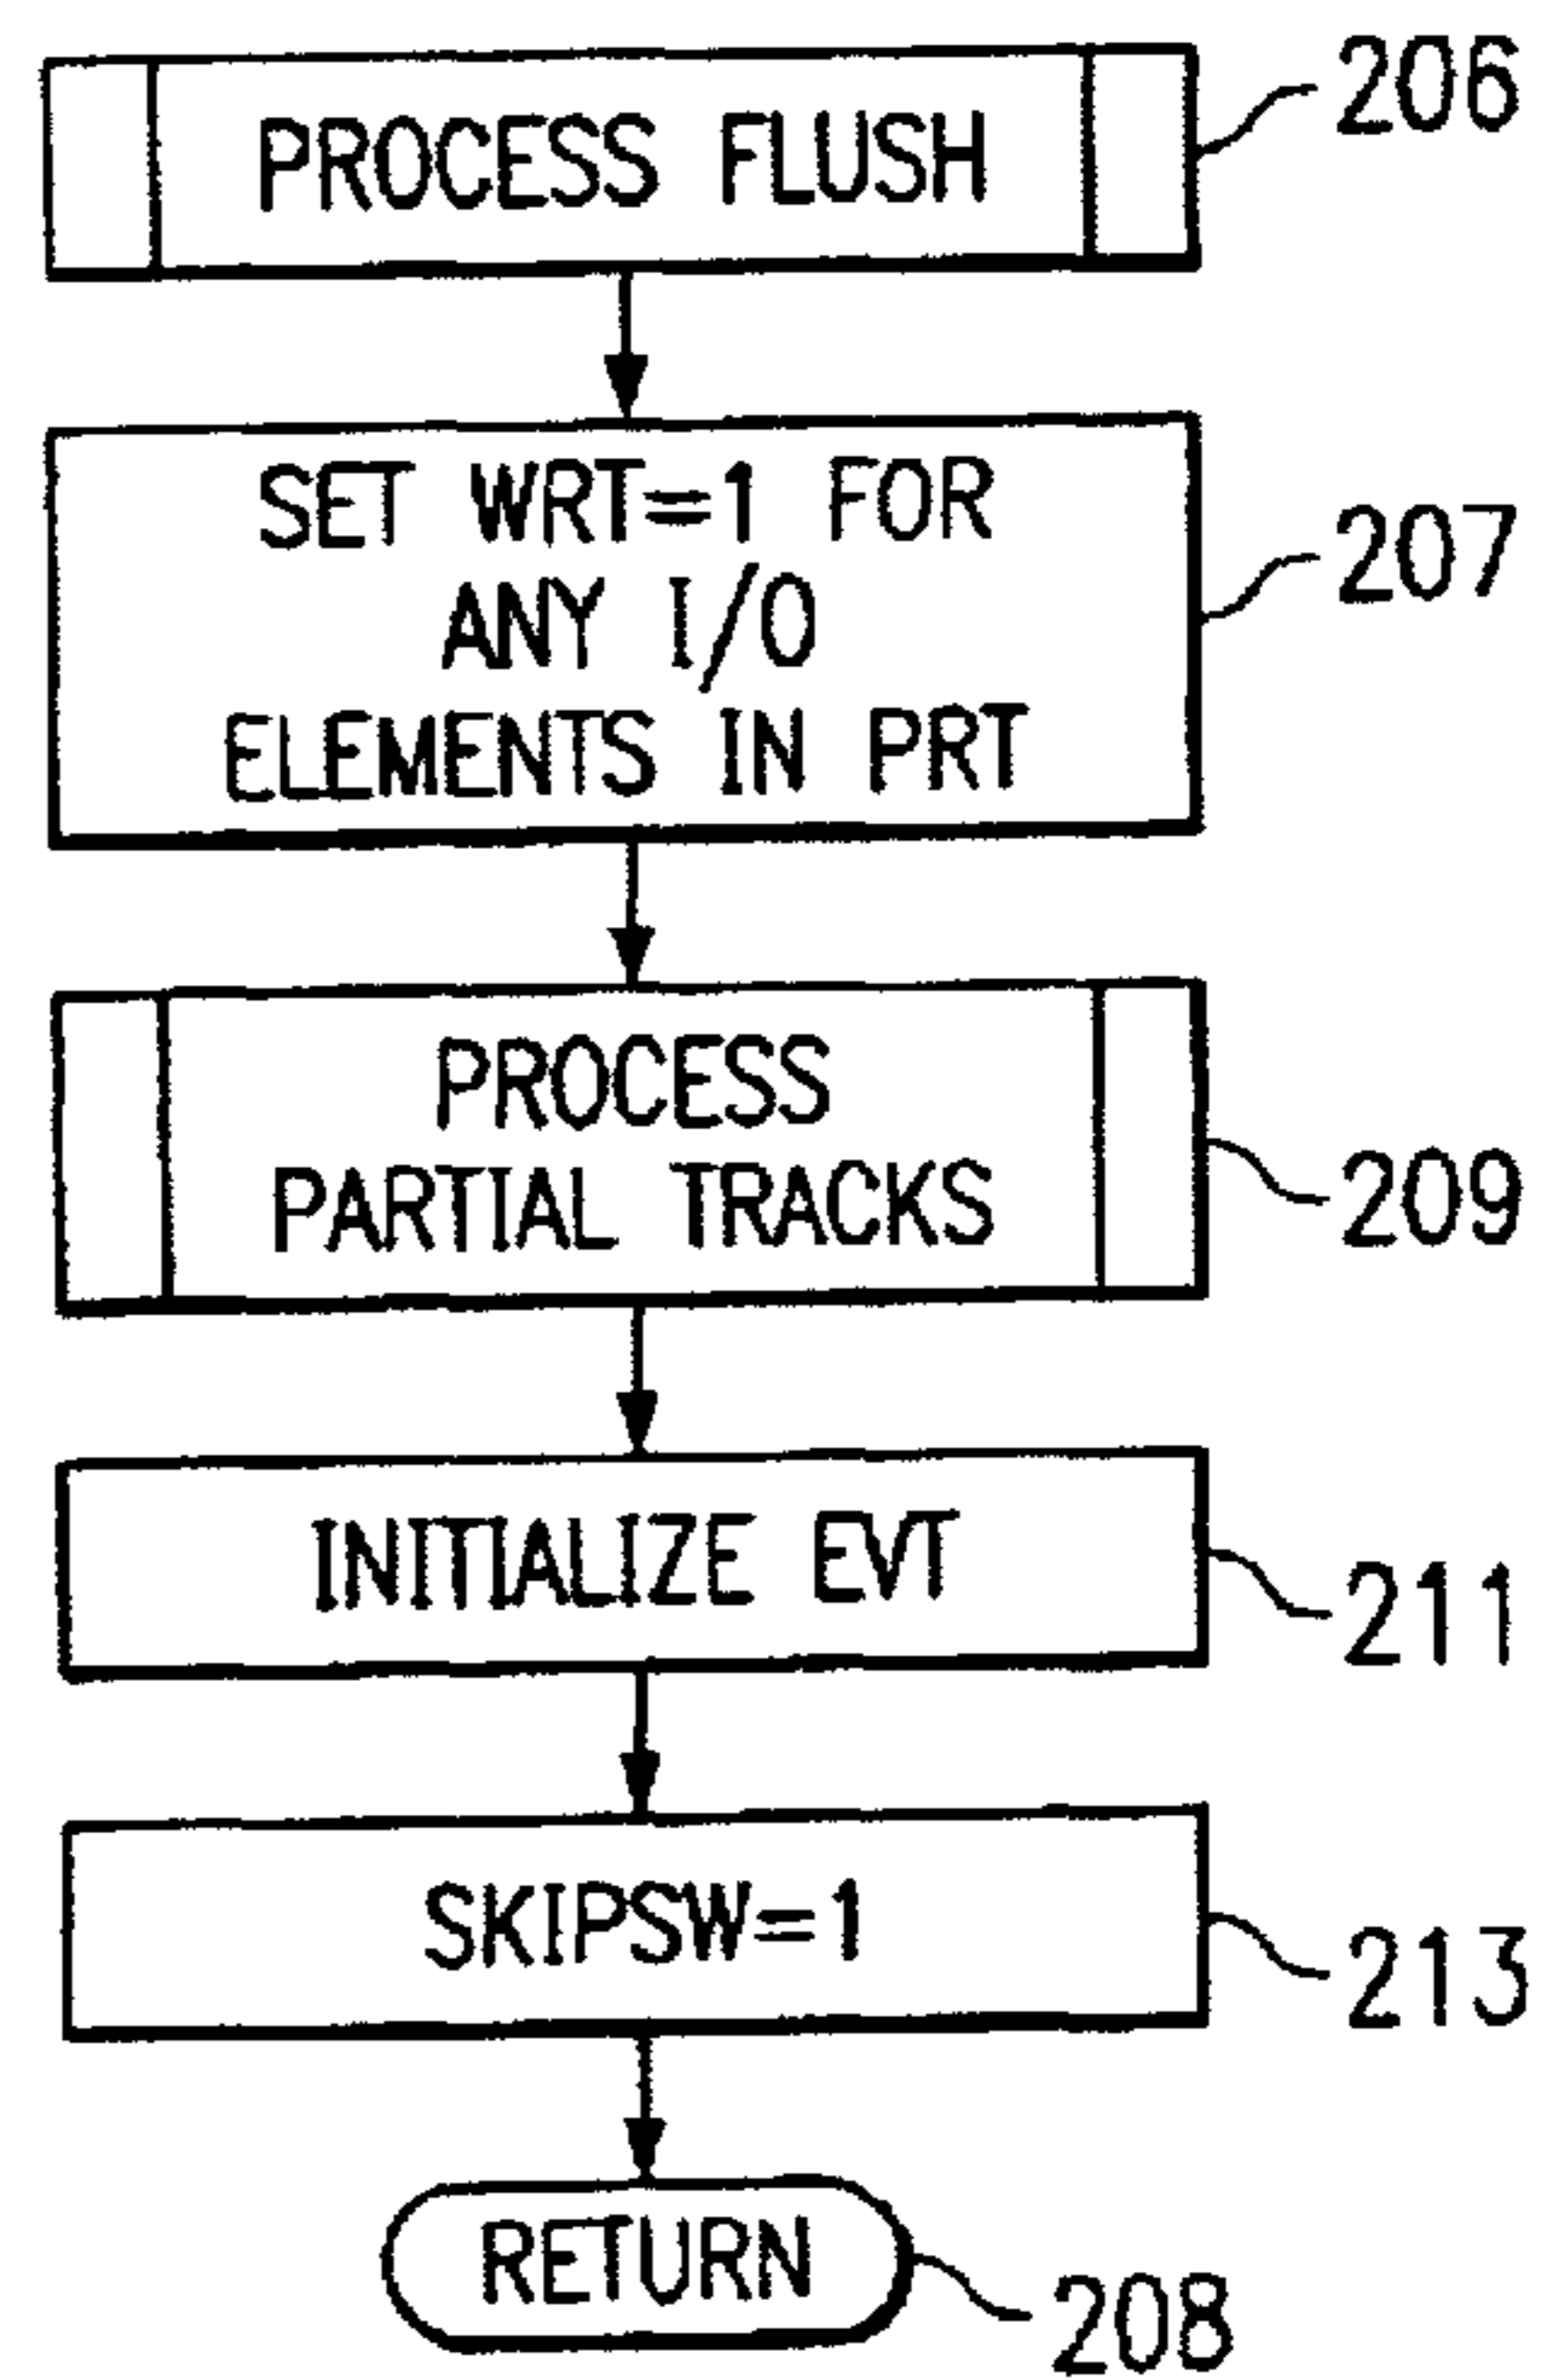 PROCESS FLUSH
206
SET WRT=1 FOR
ANY I/O
ELEMENTS IN PRT
207
PROCESS
PARTIAL TRACKS
209
INITIALIZE EVT
211
SKIPSW=1
213
RETURN
208